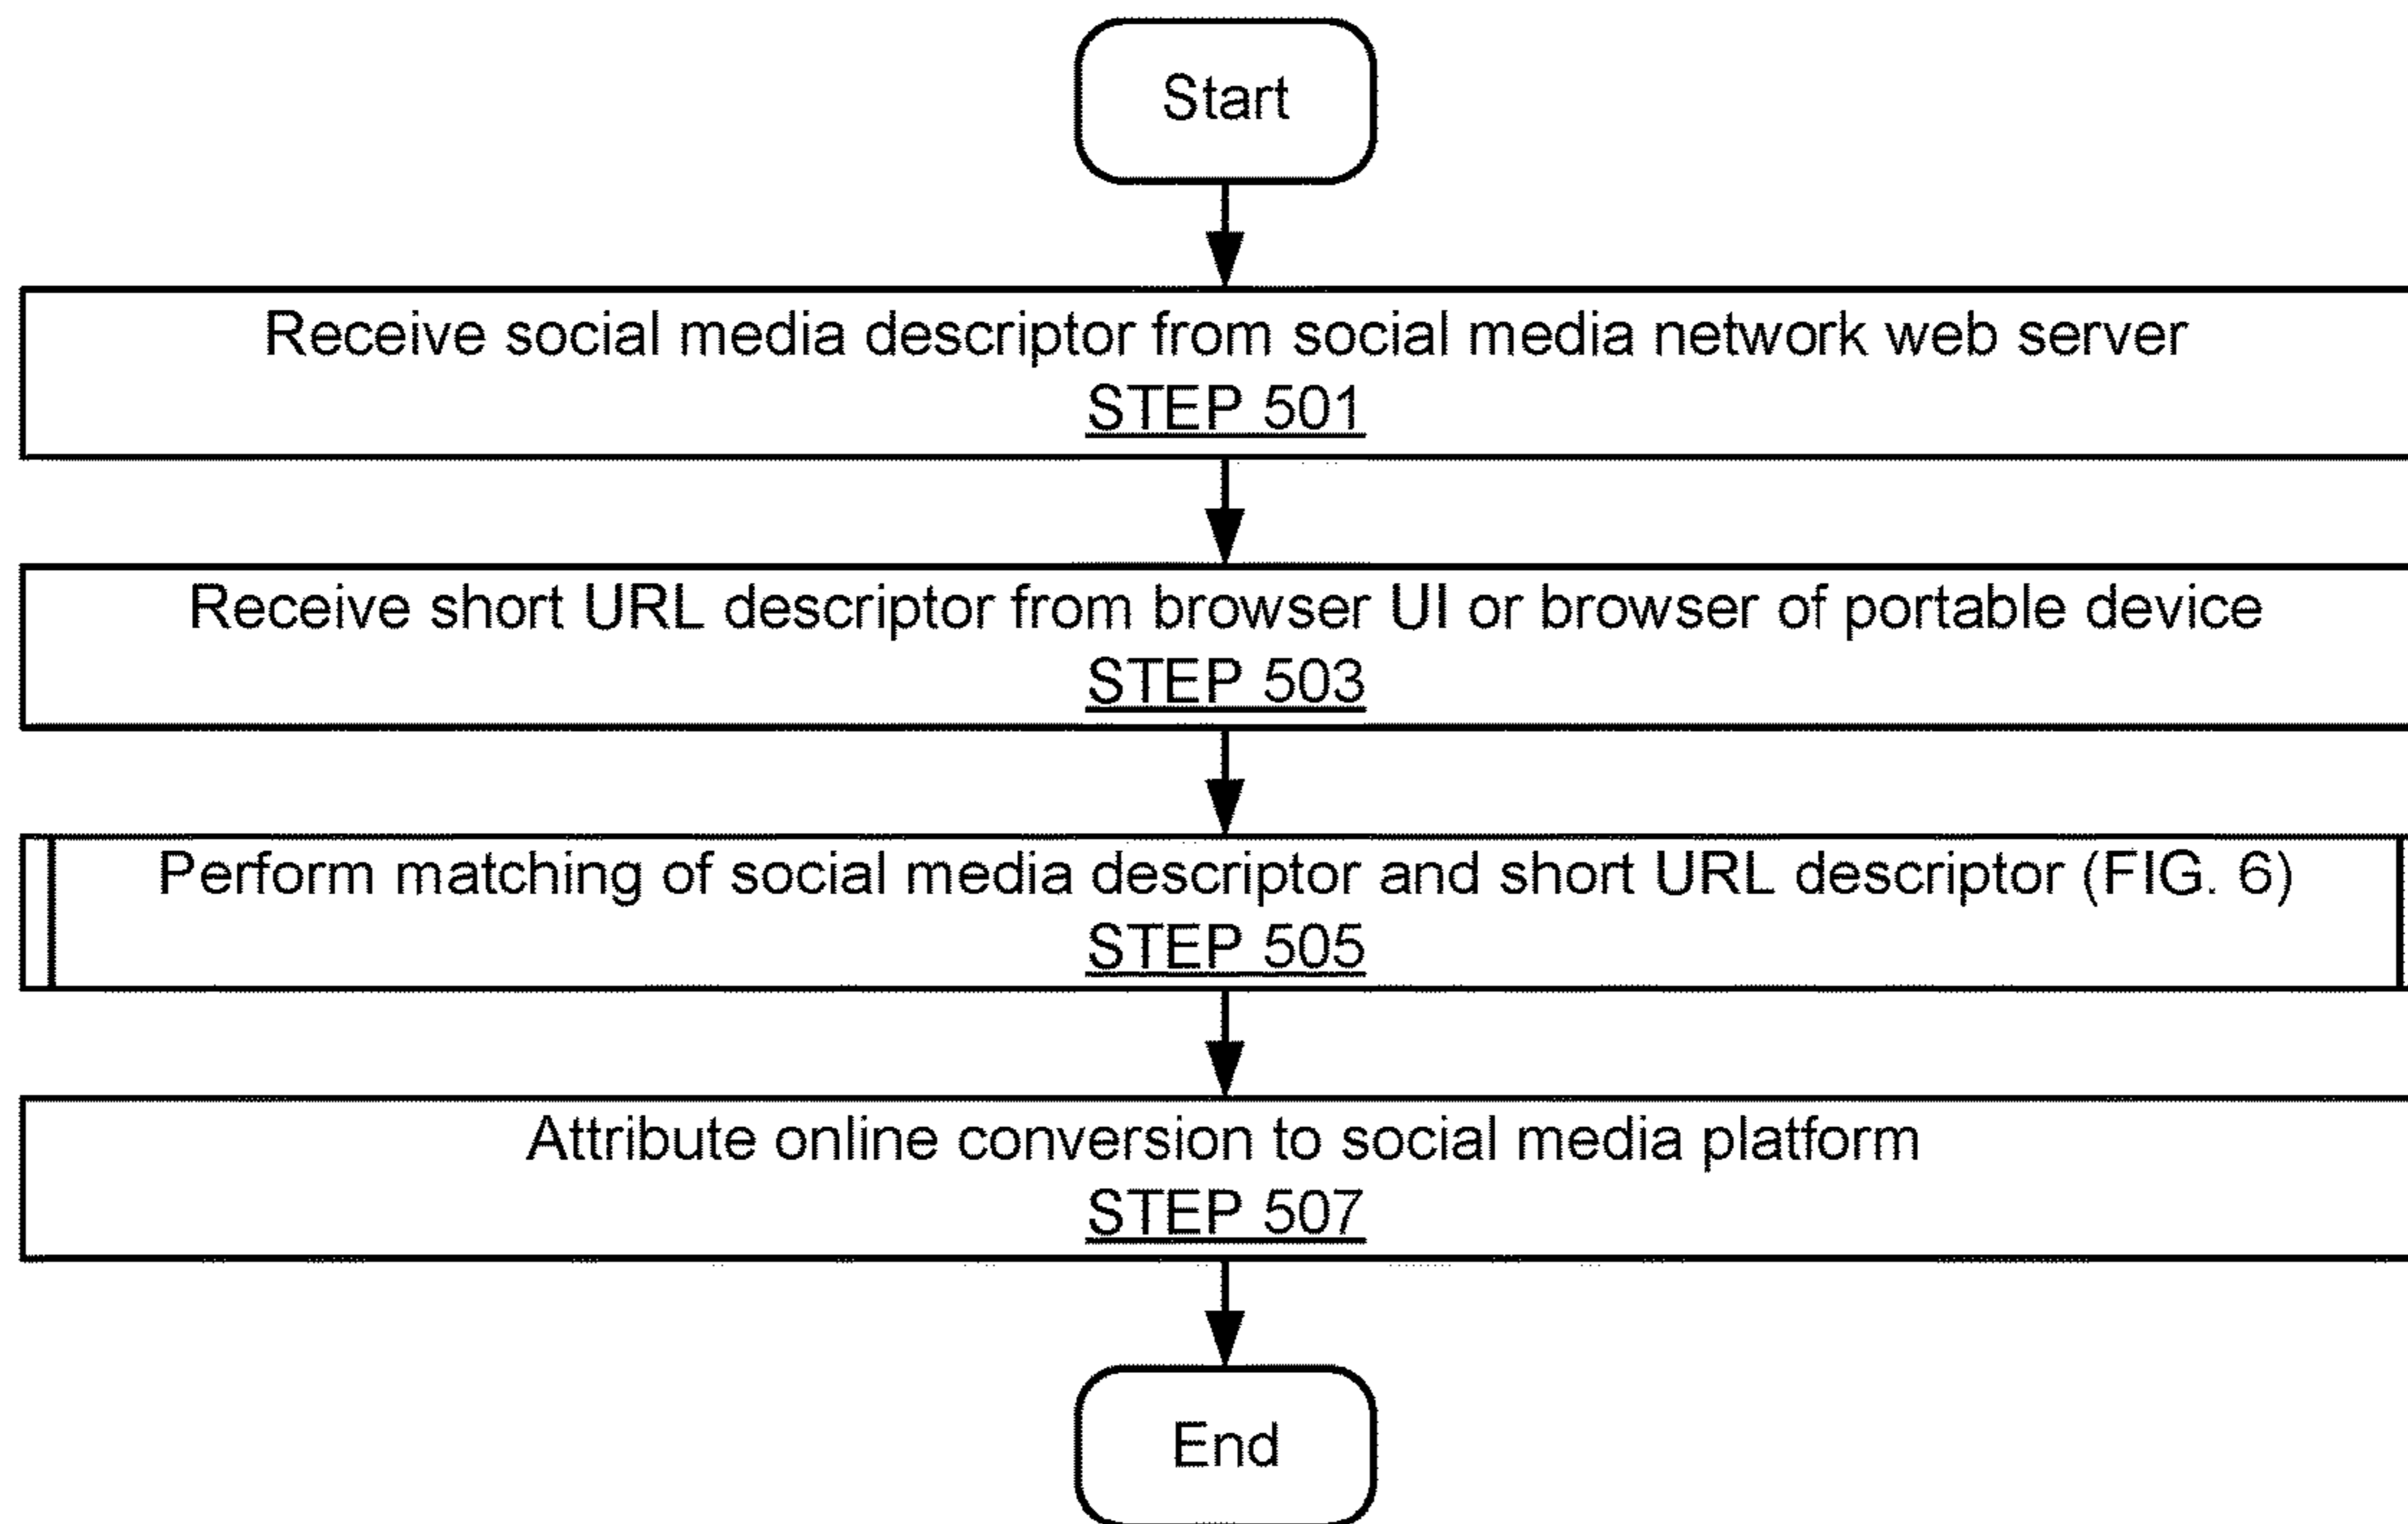 Start
Receive social media descriptor from social media network web server
STEP 501
Receive short URL descriptor from browser UI or browser of portable device
STEP 503
Perform matching of social media descriptor and short URL descriptor (FIG. 6)
STEP 505
Attribute online conversion to social media platform
STEP 507
End